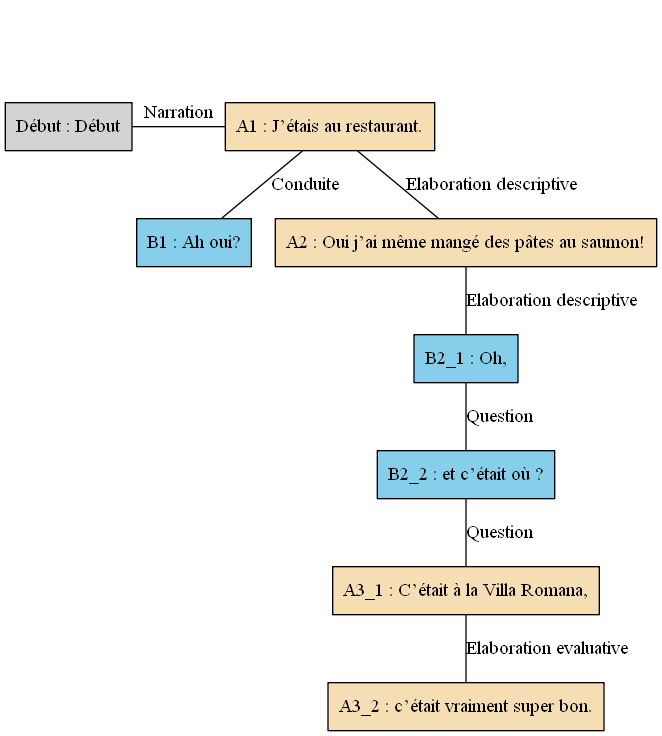 Narration
Début : Début
A1 : J’étais au restaurant.
Conduite
Elaboration descriptive
B1 : Ah oui?
A2 : Oui j’ai même mangé des pâtes au saumon!
Elaboration descriptive
B2_1 : Oh,
Question
B2_2 : et c’était où ?
Question
A3_1 : C’était à la Villa Romana,
Elaboration evaluative
A3_2 : c’était vraiment super bon.